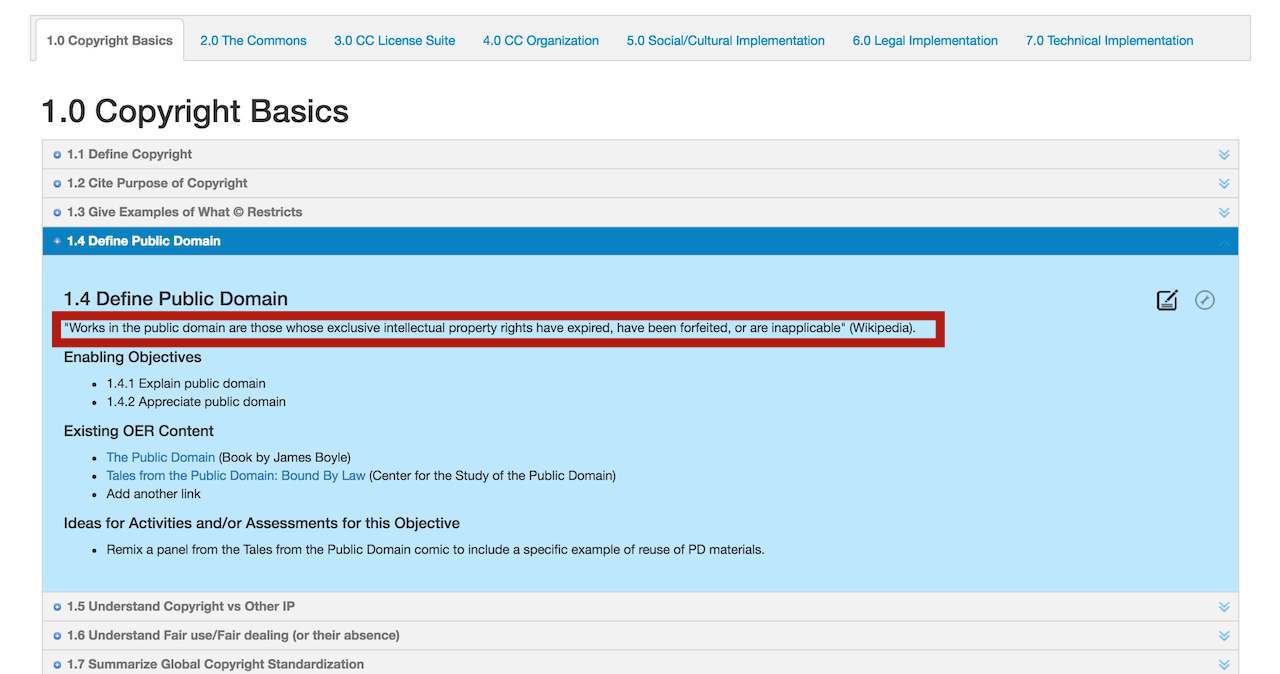 1.0 Copyright Basics 2.0 The Commons 3.0 CC License Suite 4.0 CC Organization 5.0 Social/Cultural Implementation 6.0 Legal Implementation 7.0 Technical Implementation
1.0 Copyright Basics
1.1 Define Copyright
1.2 Cite Purpose of Copyright
1.3 Give Examples of What © Restricts
1.4 Define Public Domain
1.4 Define Public Domain
"Works in the public domain are those whose exclusive intellectual property rights have expired, have been forfeited, or are inapplicable" (Wikipedia).
Enabling Objectives
• 1.4.1 Explain public domain
• 1.4.2 Appreciate public domain
Existing OER Content
• The Public Domain (Book by James Boyle)
• Tales from the Public Domain: Bound By Law (Center for the Study of the Public Domain)
• Add another link
Ideas for Activities and/or Assessments for this Objective
• Remix a panel from the Tales from the Public Domain comic to include a specific example of reuse of PD materials.
1.5 Understand Copyright vs Other IP
1.6 Understand Fair use/Fair dealing (or their absence)
1.7 Summarize Global Copyright Standardization